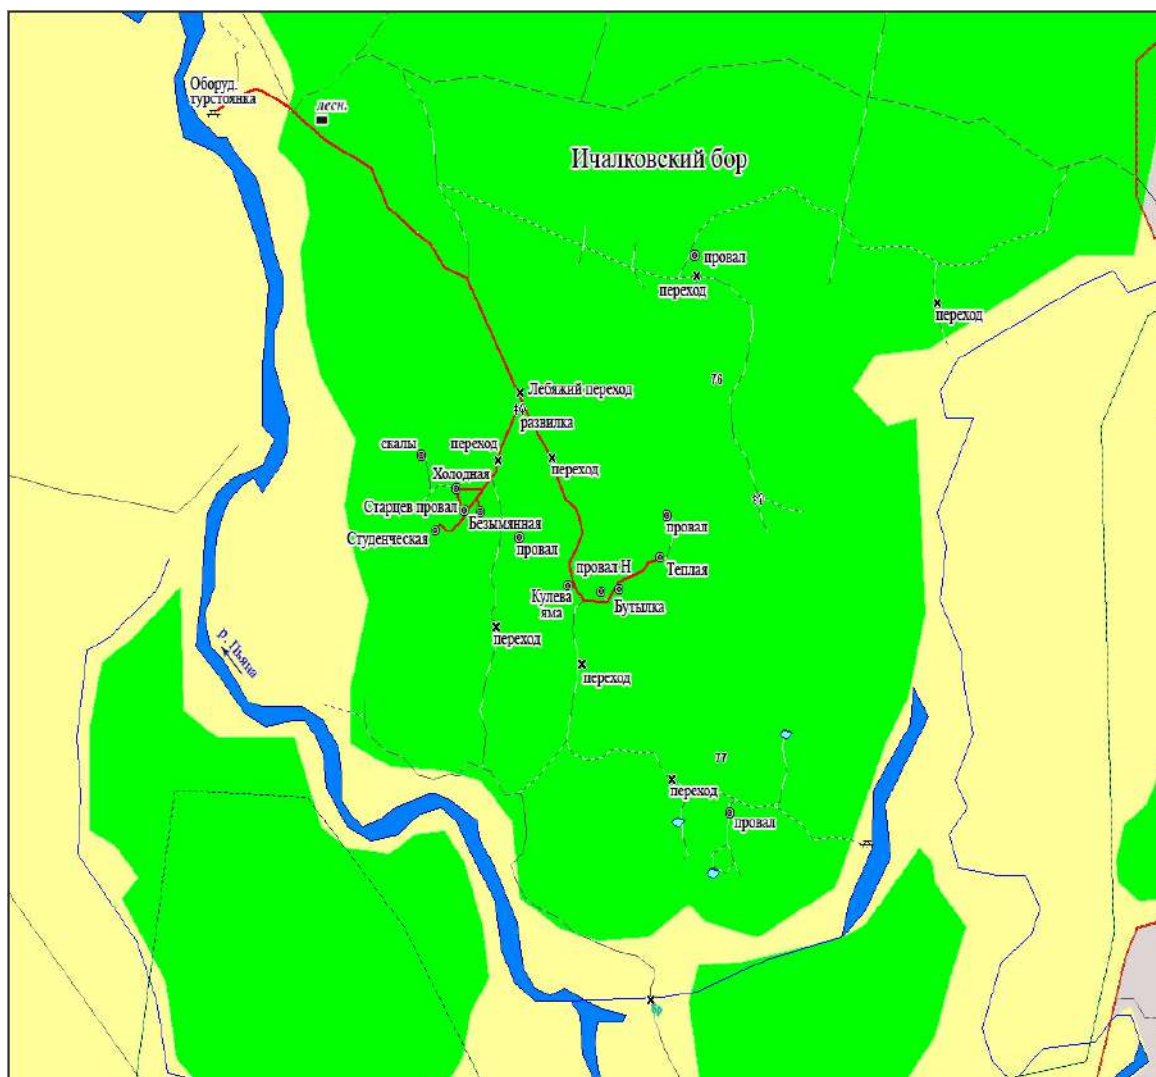 Оборуд.
турстоянка
лесн.
Ичалковский бор
провал
переход
переход
76
Лебяжий переход
развилка
скалы
переход
переход
Холодная
Старцев провал
Безымянная
Студенческая
провал
провал
провал Н
Теплая
Кулева
яма
Бутылка
переход
р. Пьяна
переход
77
переход
провал
бр